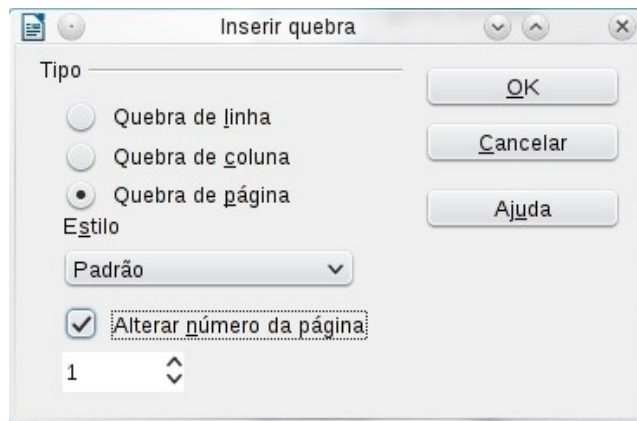 Inserir quebra
Tipo
Quebra de linha
Quebra de coluna
Quebra de página
Estilo
Padrão
Alterar número da página
1
OK
Cancelar
Ajuda